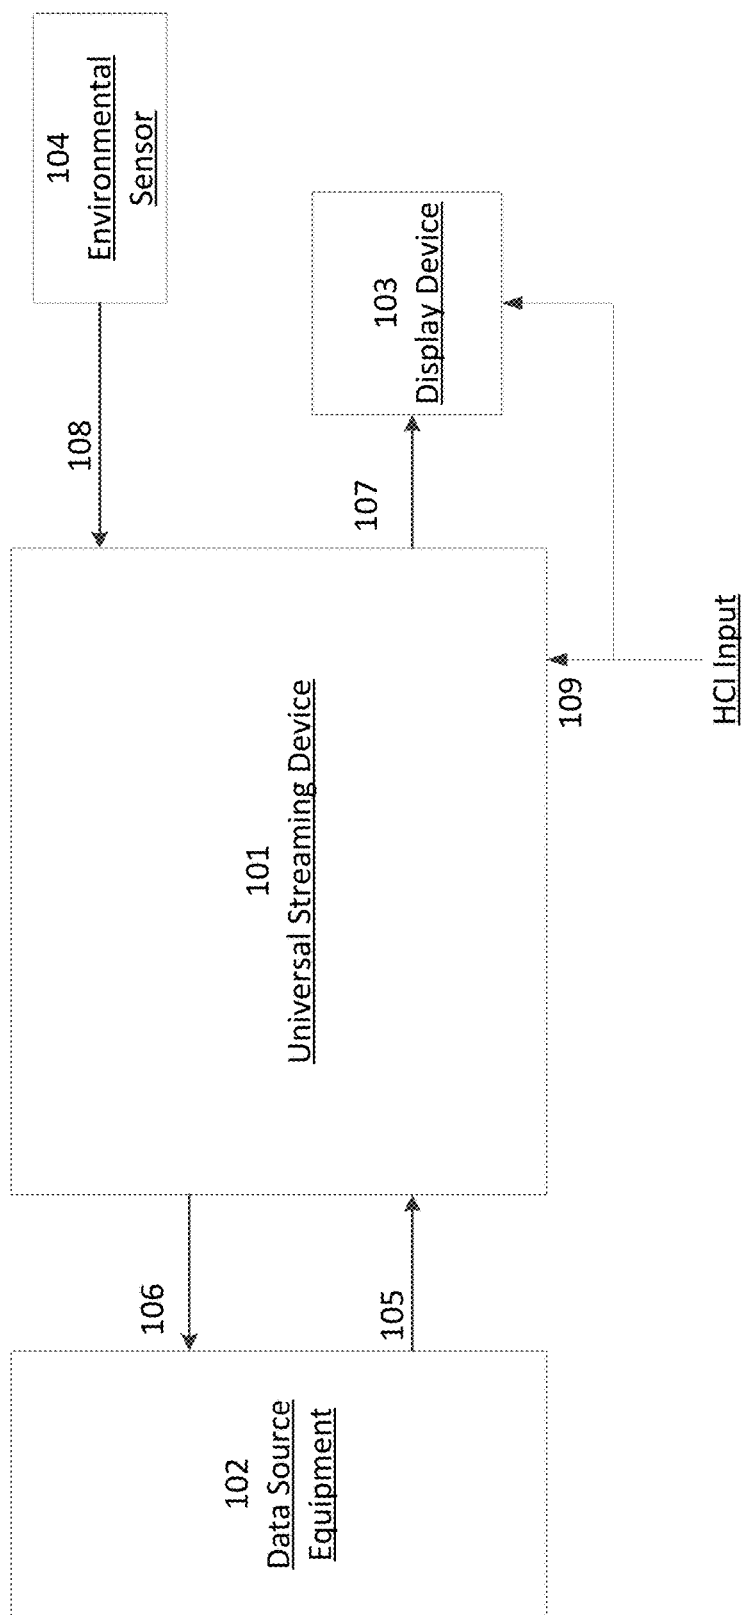 102
Data Source
Equipment
106
105
101
Universal Streaming Device
109
HCI Input
108
107
104
Environmental
Sensor
103
Display Device